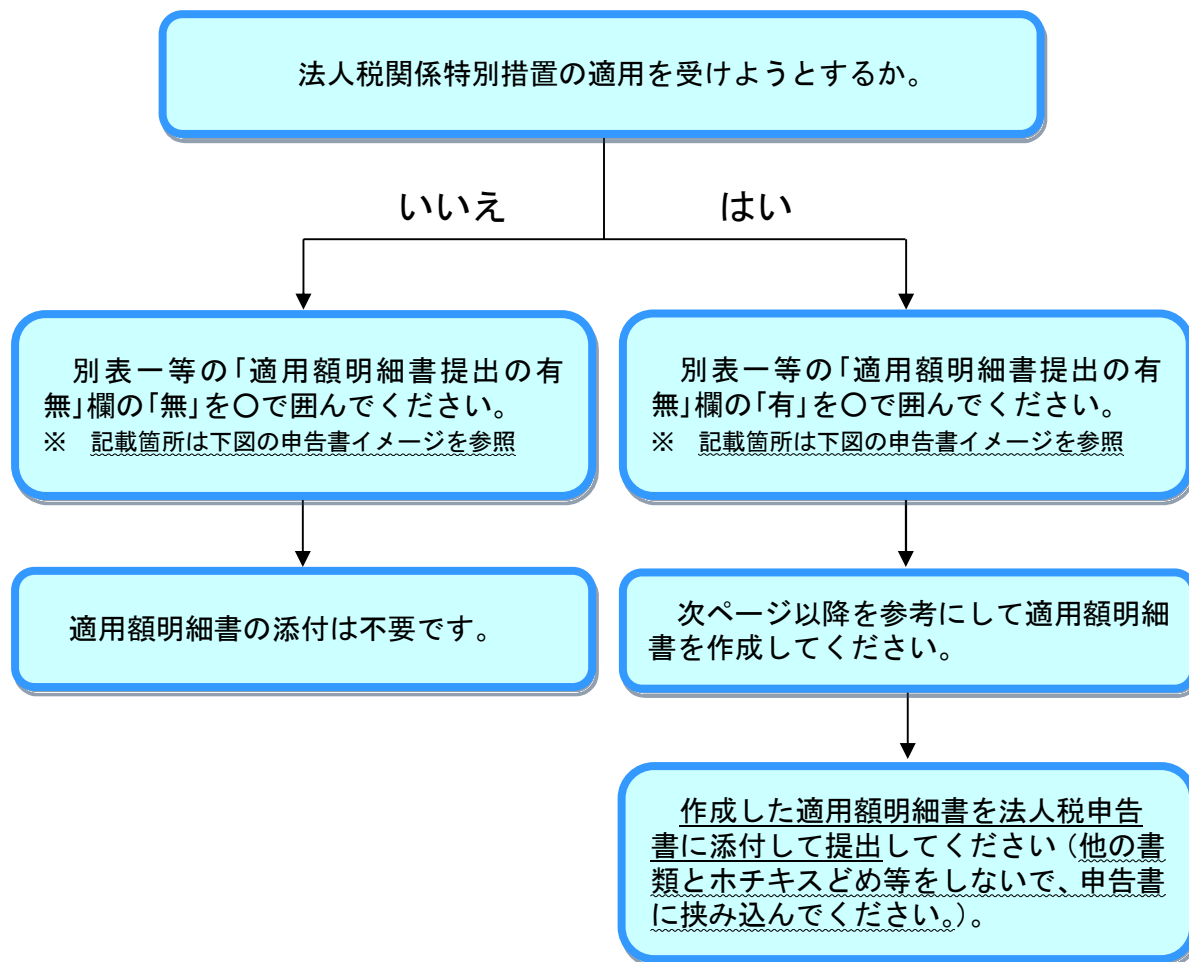 法人税関係特別措置の適用を受けようとするか。
いいえ
はい
別表一等の「適用額明細書提出の有
無」欄の「無」を○で囲んでください。
※ 記載箇所は下図の申告書イメージを参照
別表一等の「適用額明細書提出の有
無」欄の「有」を○で囲んでください。
※ 記載箇所は下図の申告書イメージを参照
適用額明細書の添付は不要です。
次ページ以降を参考にして適用額明細
書を作成してください。
作成した適用額明細書を法人税申告
書に添付して提出してください（他の書
類とホチキスどめ等をしないで、申告書
に挟み込んでください。）。